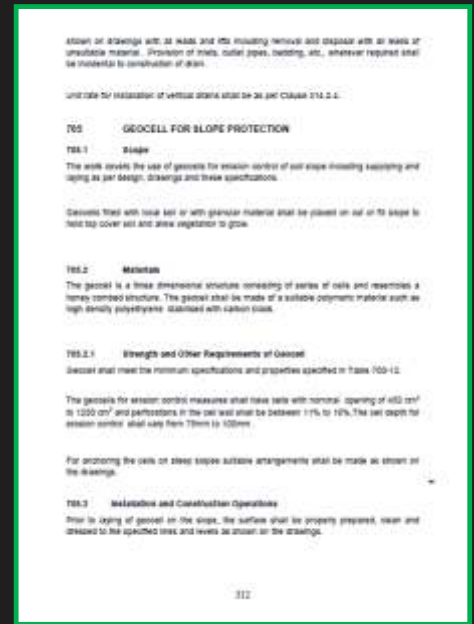 shown on drawings with all leads and lifts including removal and disposal with all leads of
unsuitable material. Provision of inlets, outlet pipes, bedding, etc., wherever required shall
be incidental to construction of drain.
Unit rate for installation of vertical drains shall be as per Clause 314.2.4.
705 GEOCELL FOR SLOPE PROTECTION
705.1 Scope
The work covers the use of geocells for erosion control of soil slope including supplying and
laying as per design, drawings and these specifications.
Geocells filled with local soil or with granular material shall be placed on cut or fill slope to
hold top cover soil and allow vegetation to grow.
705.2 Materials
The geocell is a three dimensional structure consisting of series of cells and resembles a
honey combed structure. The geocell shall be made of a suitable polymeric material such as
high density polyethylene stabilised with carbon black.
705.2.1 Strength and Other Requirements of Geocell
Geocell shall meet the minimum specifications and properties specified in Table 700-12.
The geocells for erosion control measures shall have cells with nominal opening of 450 cm²
to 1200 cm² and perforations in the cell wall shall be between 11% to 16%. The cell depth for
erosion control shall vary from 75mm to 100mm.
For anchoring the cells on steep slopes suitable arrangements shall be made as shown on
the drawings.
705.3 Installation and Construction Operations
Prior to laying of geocell on the slope, the surface shall be properly prepared, clean and
dressed to the specified lines and levels as shown on the drawings.
312